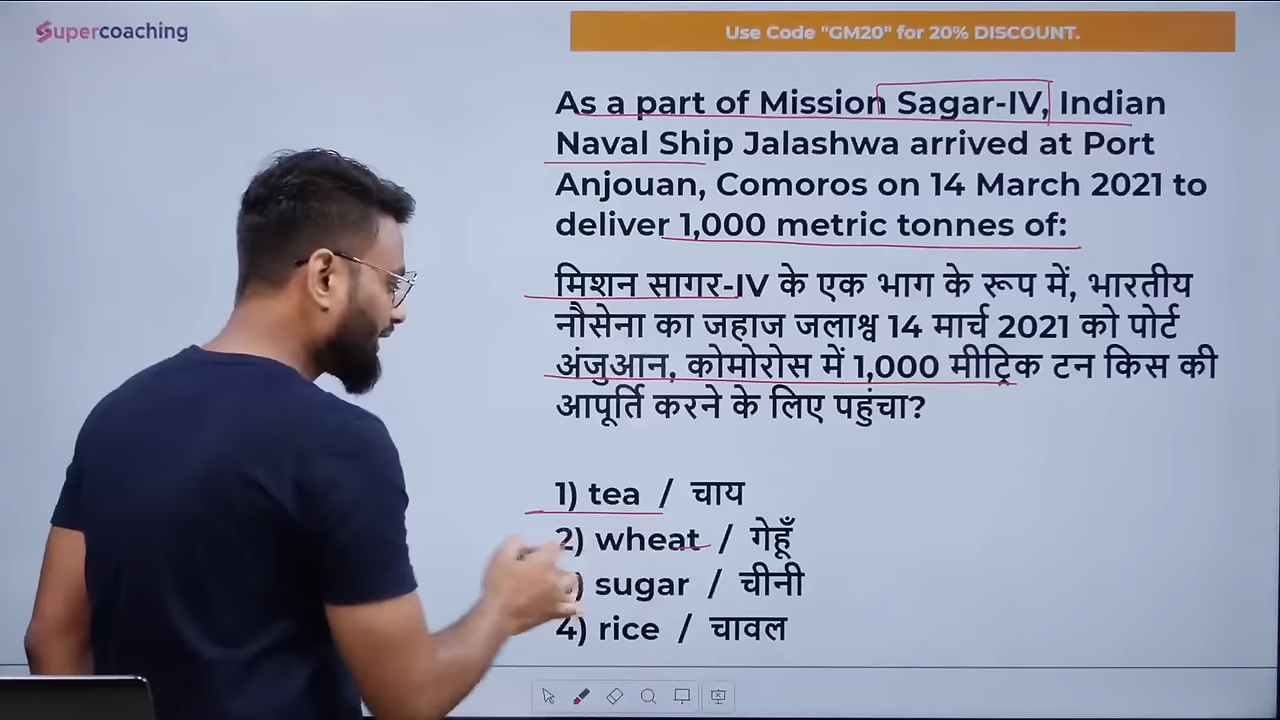 Supercoaching
Use Code "GM20" for 20% DISCOUNT.
As a part of Mission Sagar-IV, Indian
Naval Ship Jalashwa arrived at Port
Anjouan, Comoros on 14 March 2021 to
deliver 1,000 metric tonnes of:
मिशन सागर-IV के एक भाग के रूप में, भारतीय
नौसेना का जहाज जलाश्व 14 मार्च 2021 को पोर्ट
अंजुआन, कोमोरोस में 1,000 मीट्रिक टन किस की
आपूर्ति करने के लिए पहुंचा?
1) tea / चाय
2) wheat / गेहूँ
) sugar / चीनी
4) rice / चावल